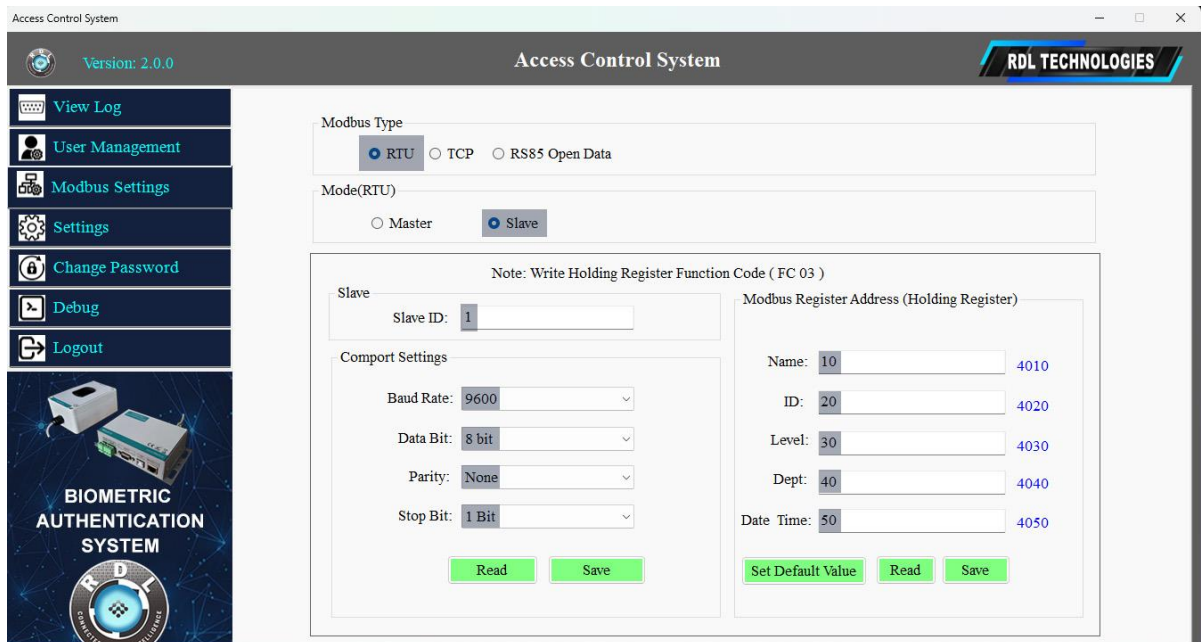 Access Control System
Version: 2.0.0
Access Control System
RDL TECHNOLOGIES
View Log
User Management
Modbus Settings
Settings
Change Password
Debug
Logout
BIOMETRIC
AUTHENTICATION
SYSTEM
RDL
Modbus Type
RTU TCP RS85 Open Data
Mode(RTU)
Master Slave
Note: Write Holding Register Function Code ( FC 03 )
Slave
Slave ID: 1
Comport Settings
Baud Rate: 9600
Data Bit: 8 bit
Parity: None
Stop Bit: 1 Bit
Read Save
Modbus Register Address (Holding Register)
Name: 10 4010
ID: 20 4020
Level: 30 4030
Dept: 40 4040
Date Time: 50 4050
Set Default Value Read Save